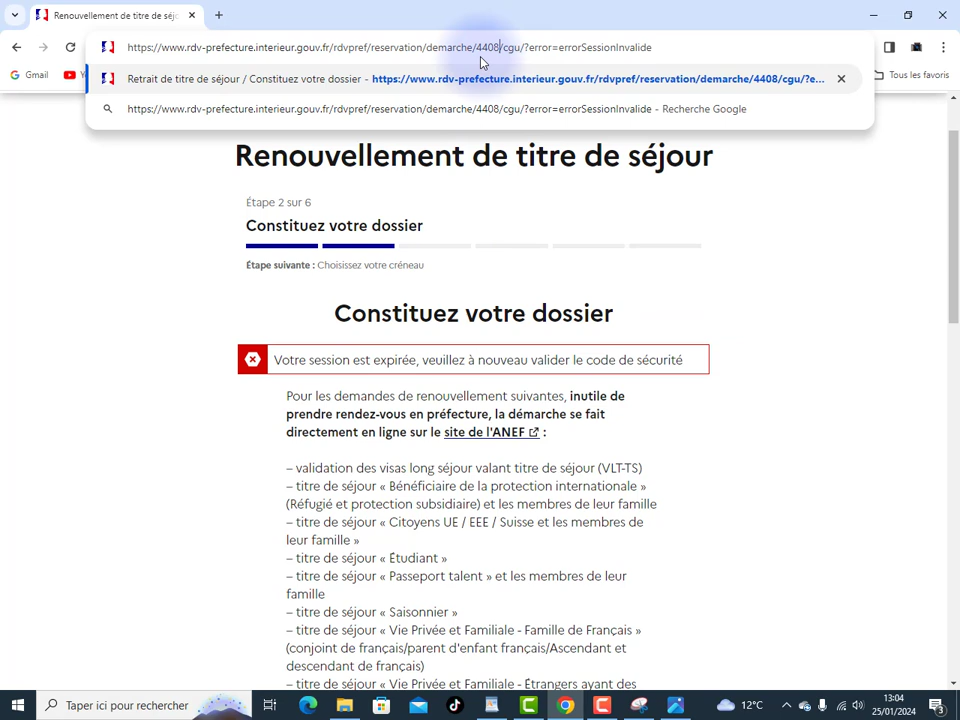 Renouvellement de titre de séj
https://www.rdv-prefecture.interieur.gouv.fr/rdvpref/reservation/demarche/4408/cgu/?error=errorSessionInvalide
Gmail
Yo
Tous les favoris
Retrait de titre de séjour / Constituez votre dossier - https://www.rdv-prefecture.interieur.gouv.fr/rdvpref/reservation/demarche/4408/cgu/?e...
https://www.rdv-prefecture.interieur.gouv.fr/rdvpref/reservation/demarche/4408/cgu/?error=errorSessionInvalide - Recherche Google
Renouvellement de titre de séjour
Étape 2 sur 6
Constituez votre dossier
Étape suivante : Choisissez votre créneau
Constituez votre dossier
Votre session est expirée, veuillez à nouveau valider le code de sécurité
Pour les demandes de renouvellement suivantes, inutile de
prendre rendez-vous en préfecture, la démarche se fait
directement en ligne sur le site de l'ANEF :
– validation des visas long séjour valant titre de séjour (VLT-TS)
– titre de séjour « Bénéficiaire de la protection internationale »
(Réfugié et protection subsidiaire) et les membres de leur famille
– titre de séjour « Citoyens UE / EEE / Suisse et les membres de
leur famille »
– titre de séjour « Étudiant »
– titre de séjour « Passeport talent » et les membres de leur
famille
– titre de séjour « Saisonnier »
– titre de séjour « Vie Privée et Familiale - Famille de Français »
(conjoint de français/parent d'enfant français/Ascendant et
descendant de français)
– titre de séjour « Vie Privée et Familiale - Étrangers ayant des
Taper ici pour rechercher
12°C
13:04
25/01/2024
3